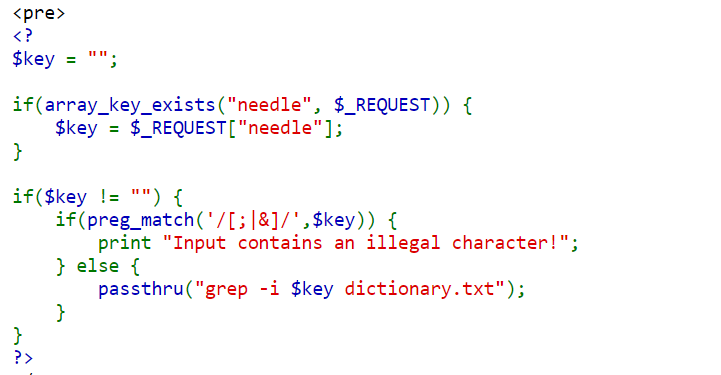 <pre>
<?
$key = "";
if(array_key_exists("needle", $_REQUEST)) {
    $key = $_REQUEST["needle"];
}
if($key != "") {
    if(preg_match('/[;|&]/',$key)) {
        print "Input contains an illegal character!";
    } else {
        passthru("grep -i $key dictionary.txt");
    }
}
?>